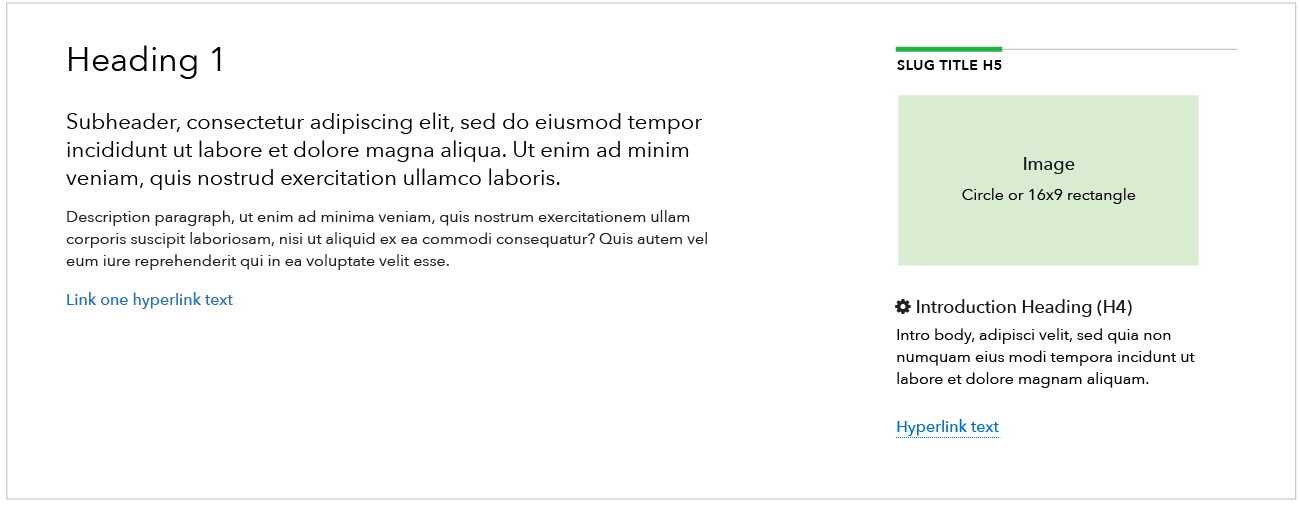 Heading 1
Subheader, consectetur adipiscing elit, sed do eiusmod tempor
incididunt ut labore et dolore magna aliqua. Ut enim ad minim
veniam, quis nostrud exercitation ullamco laboris.
Description paragraph, ut enim ad minima veniam, quis nostrum exercitationem ullam
corporis suscipit laboriosam, nisi ut aliquid ex ea commodi consequatur? Quis autem vel
eum iure reprehenderit qui in ea voluptate velit esse.
Link one hyperlink text
SLUG TITLE H5
Image
Circle or 16x9 rectangle
Introduction Heading (H4)
Intro body, adipisci velit, sed quia non
numquam eius modi tempora incidunt ut
labore et dolore magnam aliquam.
Hyperlink text